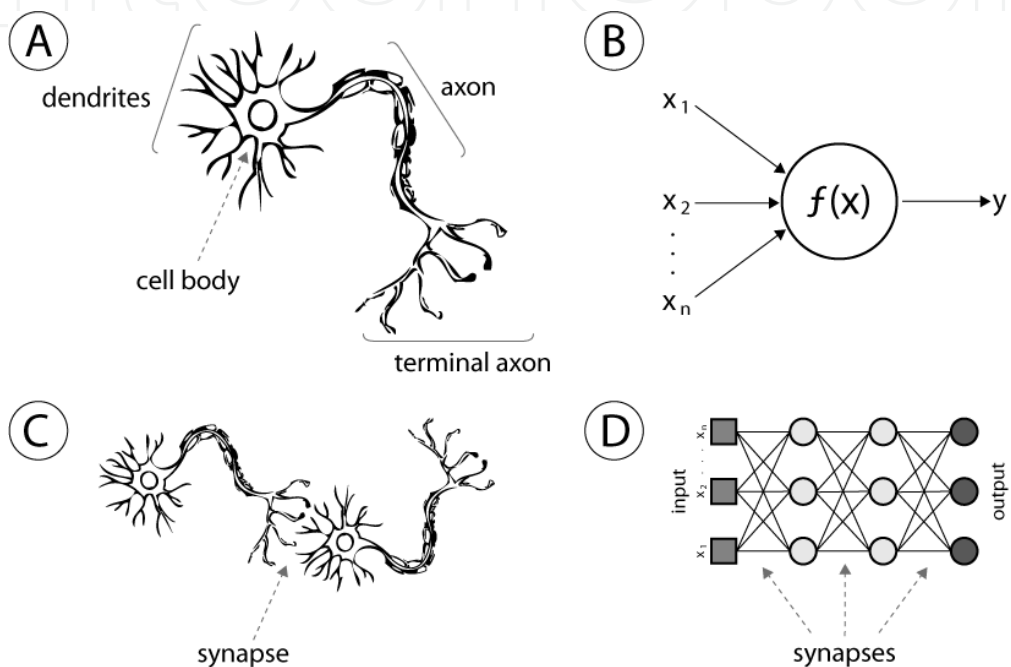 A
dendrites
axon
cell body
terminal axon
B
x1
x2
xn
f(x)
y
C
synapse
D
input
x1 x2 . . . xn
output
synapses